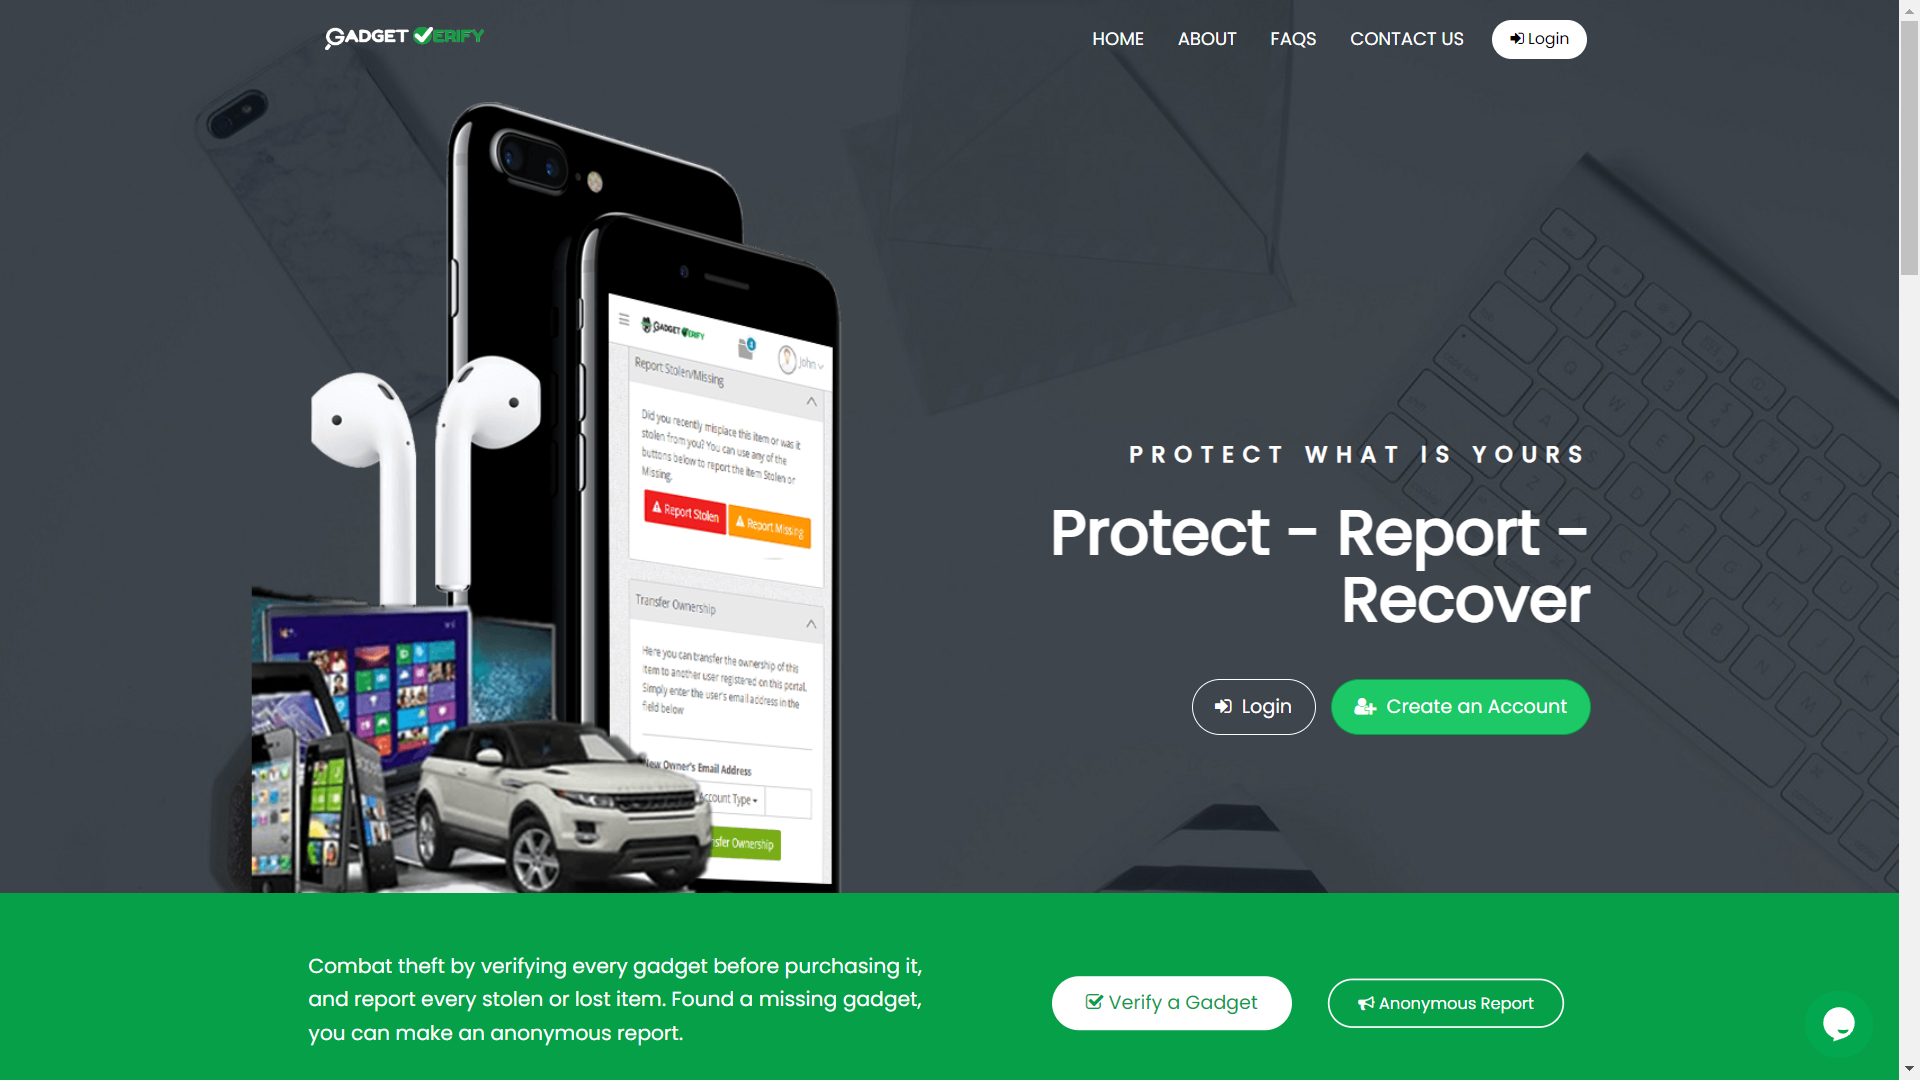 GADGET VERIFY
HOME
ABOUT
FAQS
CONTACT US
Login
GADGET VERIFY
John
Report Stolen/Missing
Did you recently misplace this item or was it
stolen from you? You can use any of the
buttons below to report the item Stolen or
Missing.
Report Stolen
Report Missing
Transfer Ownership
Here you can transfer the ownership of this
item to another user registered on this portal.
Simply enter the user's email address in the
field below
Owner's Email Address
Account Type
Ownership
PROTECT WHAT IS YOURS
Protect - Report -
Recover
Login
Create an Account
Combat theft by verifying every gadget before purchasing it,
and report every stolen or lost item. Found a missing gadget,
you can make an anonymous report.
Verify a Gadget
Anonymous Report